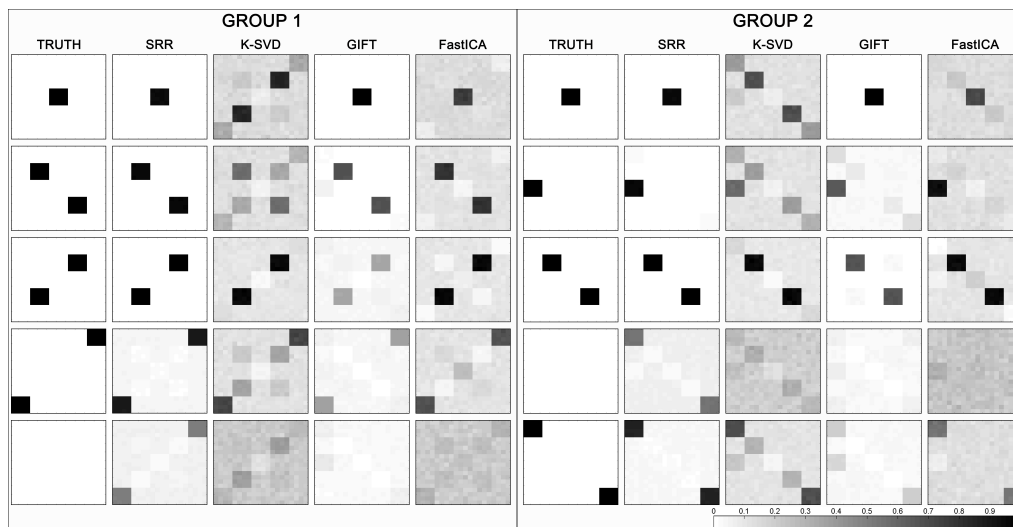 GROUP 1
GROUP 2
TRUTH SRR K-SVD GIFT FastICA
TRUTH SRR K-SVD GIFT FastICA
0 0.1 0.2 0.3 0.4 0.5 0.6 0.7 0.8 0.9